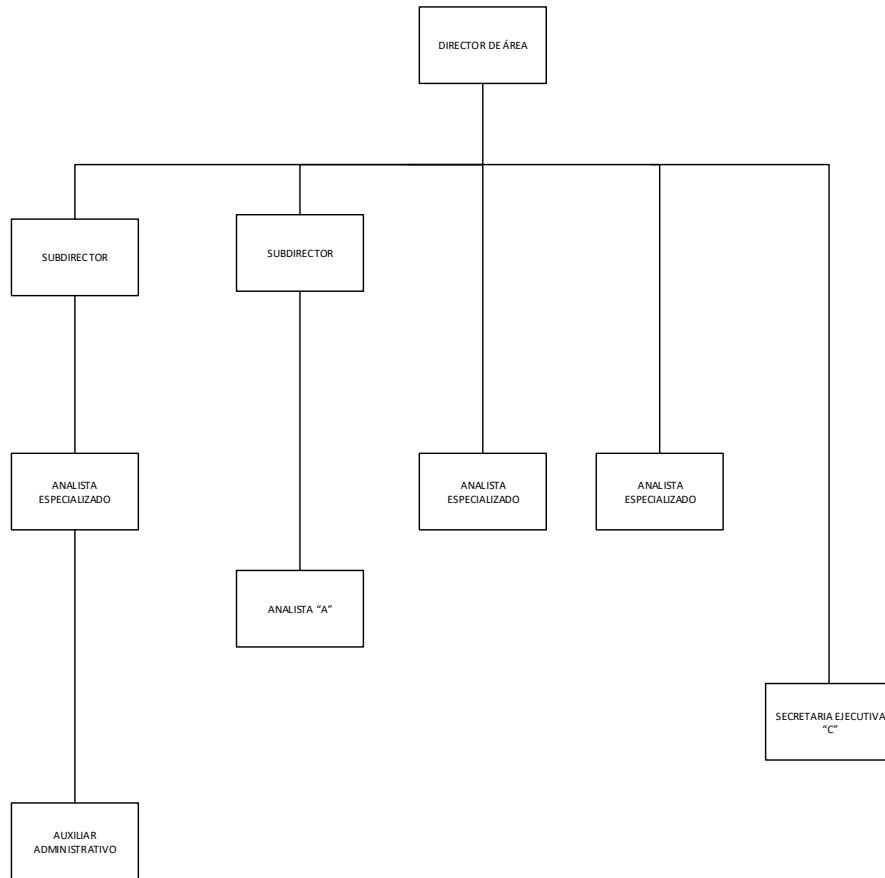 DIRECTOR DE ÁREA
SUBDIRECTOR
SUBDIRECTOR
ANALISTA
ESPECIALIZADO
ANALISTA
ESPECIALIZADO
ANALISTA
ESPECIALIZADO
ANALISTA “A”
SECRETARIA EJECUTIVA
“C”
AUXILIAR
ADMINISTRATIVO